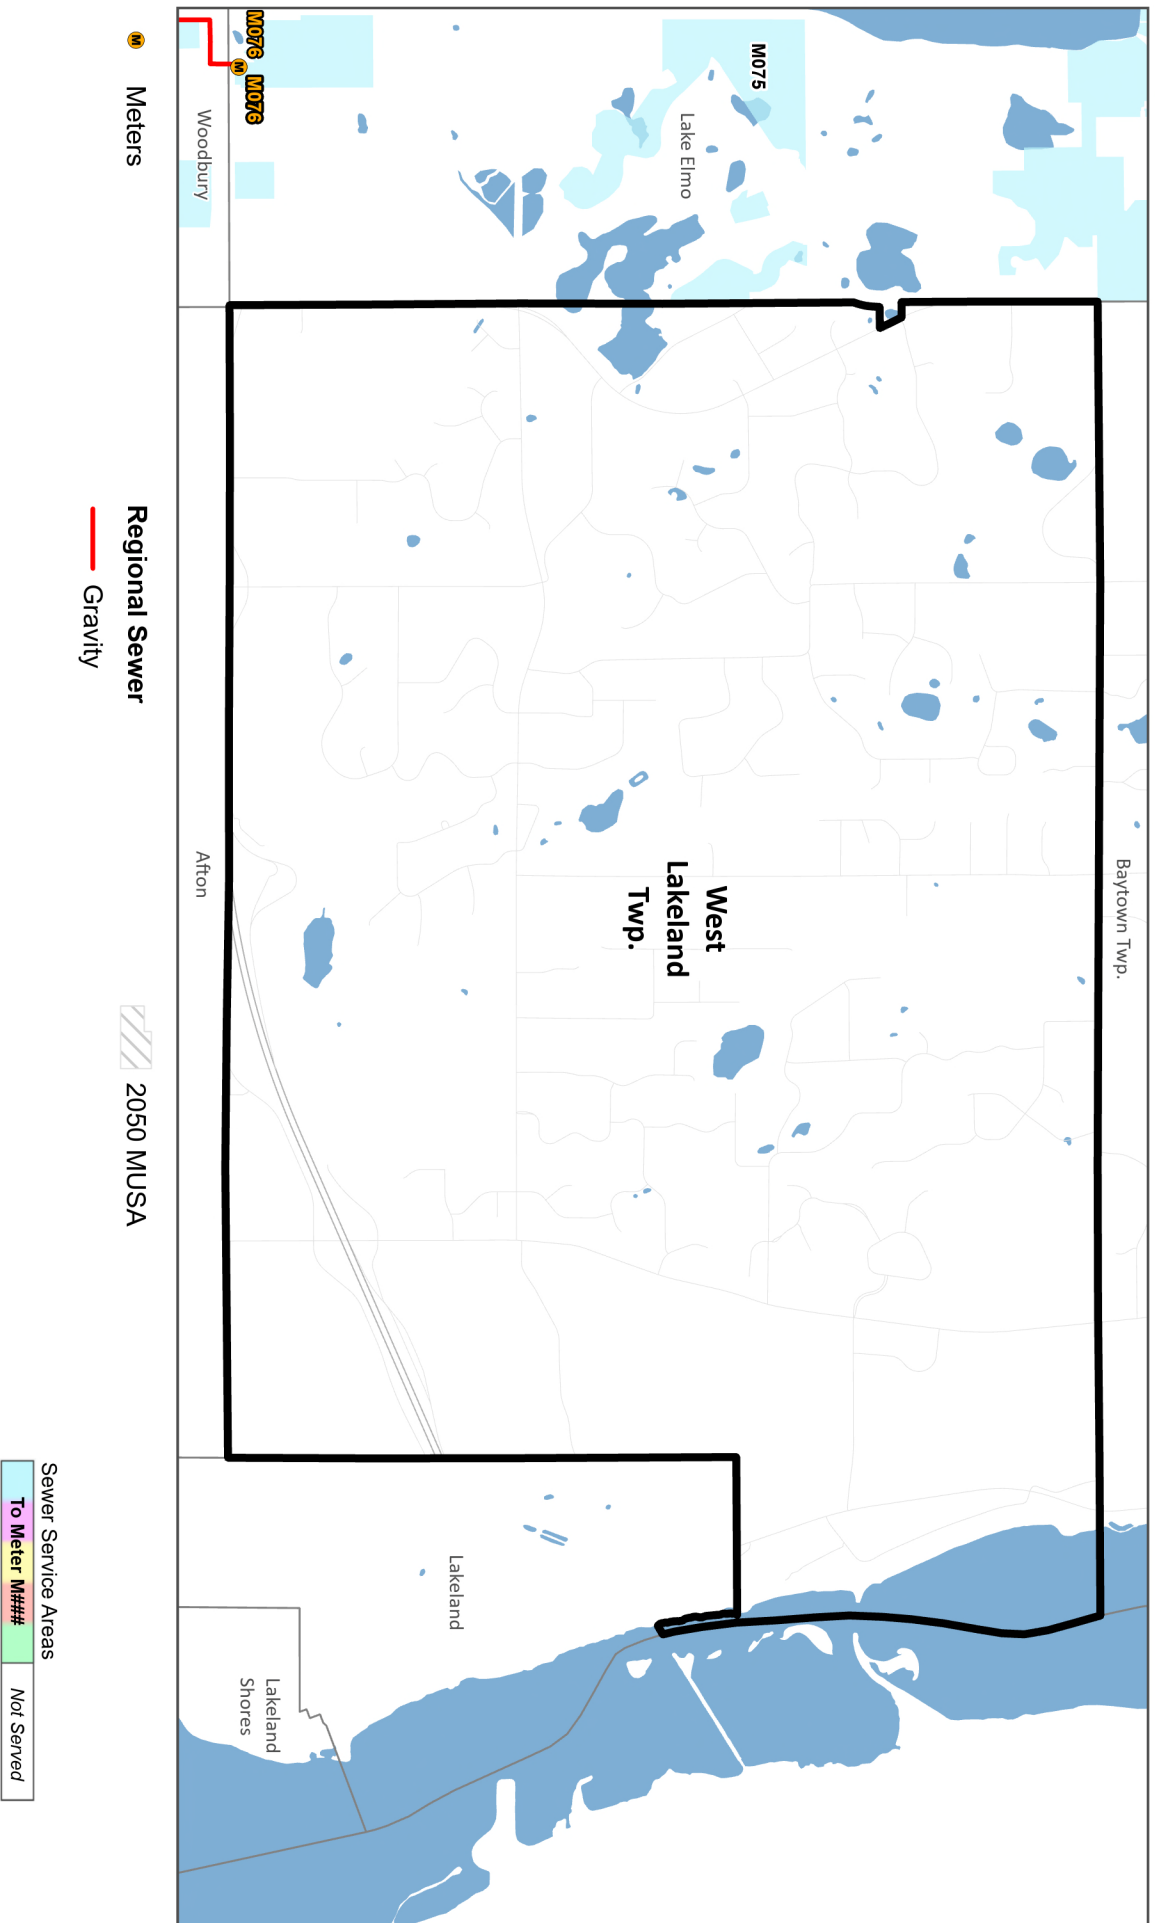 Baytown Twp.
M075
Lake Elmo
West
Lakeland
Twp.
Lakeland
Lakeland
Shores
M076
M076
Woodbury
Afton
M
M
Meters
Regional Sewer
Gravity
2050 MUSA
Sewer Service Areas
To Meter M###
Not Served